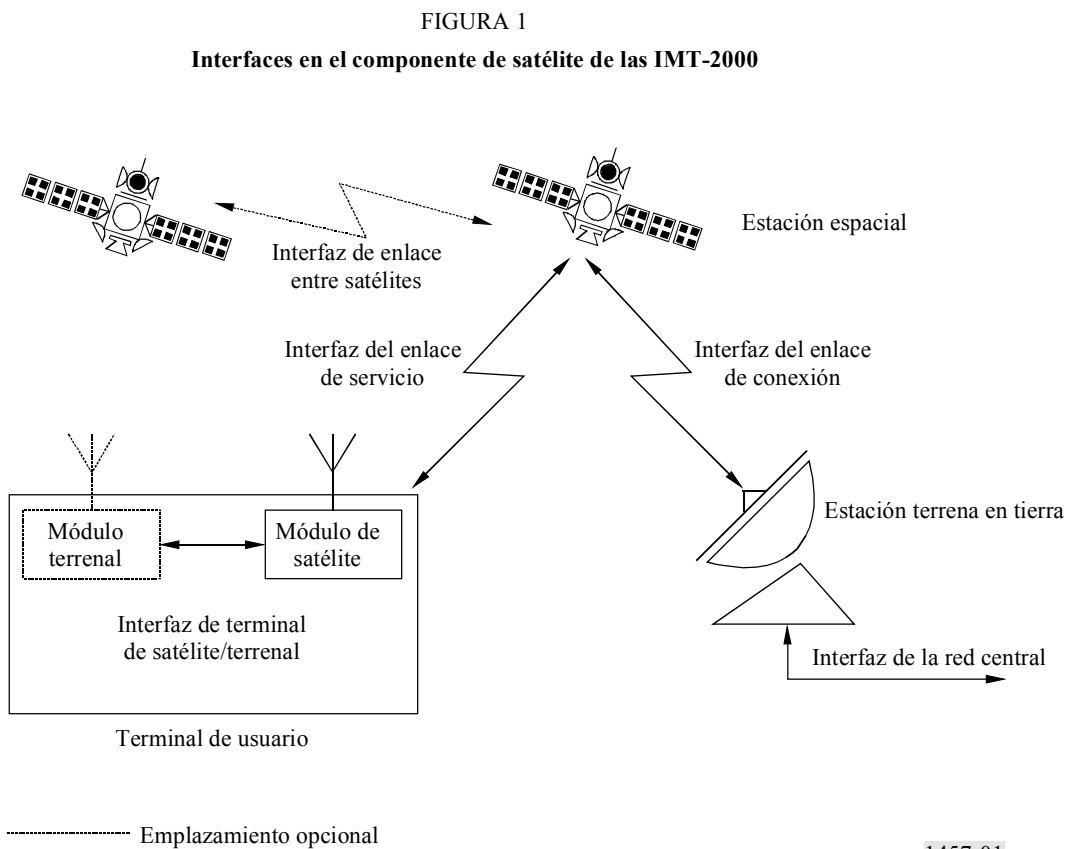 FIGURA 1
Interfaces en el componente de satélite de las IMT-2000
Estación espacial
Interfaz de enlace
entre satélites
Interfaz del enlace
de servicio
Interfaz del enlace
de conexión
Módulo
terrenal
Módulo de
satélite
Estación terrena en tierra
Interfaz de terminal
de satélite/terrenal
Interfaz de la red central
Terminal de usuario
Emplazamiento opcional